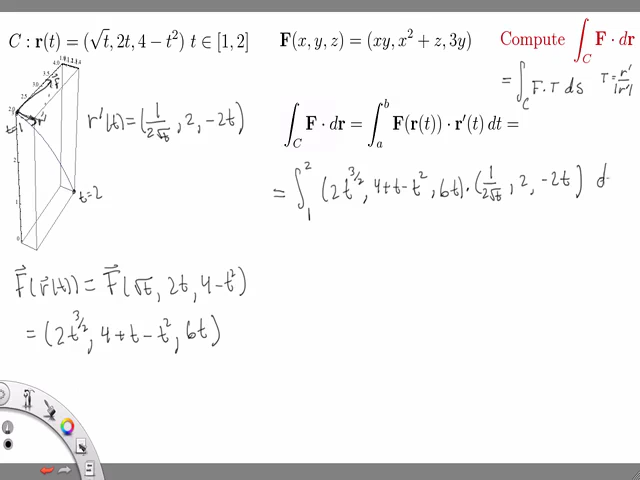 C : r(t) = (√t, 2t, 4 − t²) t ∈ [1, 2]
F(x, y, z) = (xy, x² + z, 3y)
Compute ∫_C F · dr
= ∫_C F · T ds T = r'/|r'|
r'(t) = (1/(2√t), 2, −2t)
∫_C F · dr = ∫_a^b F(r(t)) · r'(t) dt =
= ∫_1^2 (2t^{3/2}, 4+t−t², 6t) · (1/(2√t), 2, −2t) d
t=2
F⃗(r⃗(t)) = F⃗(√t, 2t, 4−t²)
= (2t^{3/2}, 4+t−t², 6t)